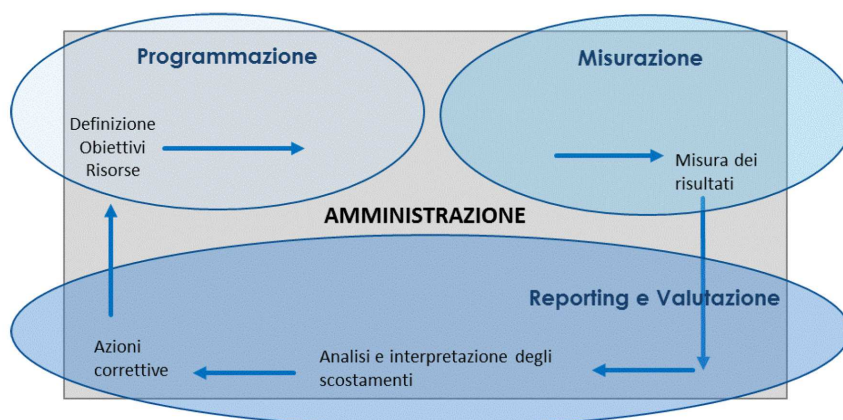 Programmazione
Misurazione
Definizione
Obiettivi
Risorse
Misura dei
risultati
AMMINISTRAZIONE
Reporting e Valutazione
Azioni
correttive
Analisi e interpretazione degli
scostamenti